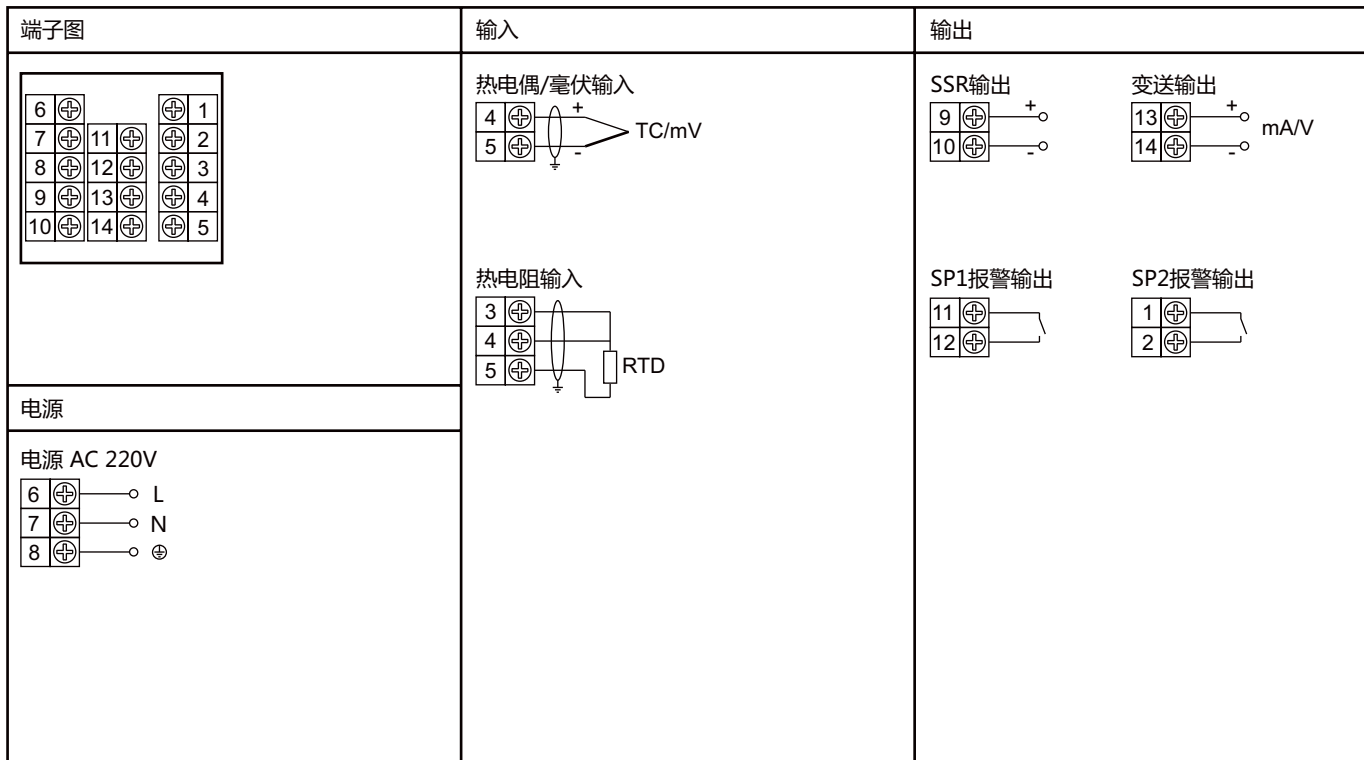 端子图
6 1
7 11 2
8 12 3
9 13 4
10 14 5
电源
电源 AC 220V
6 L
7 N
8
输入
热电偶/毫伏输入
4 +
5 -
TC/mV
热电阻输入
3
4
5
RTD
输出
SSR输出
9 +
10 -
变送输出
13 +
14 -
mA/V
SP1报警输出
11
12
SP2报警输出
1
2